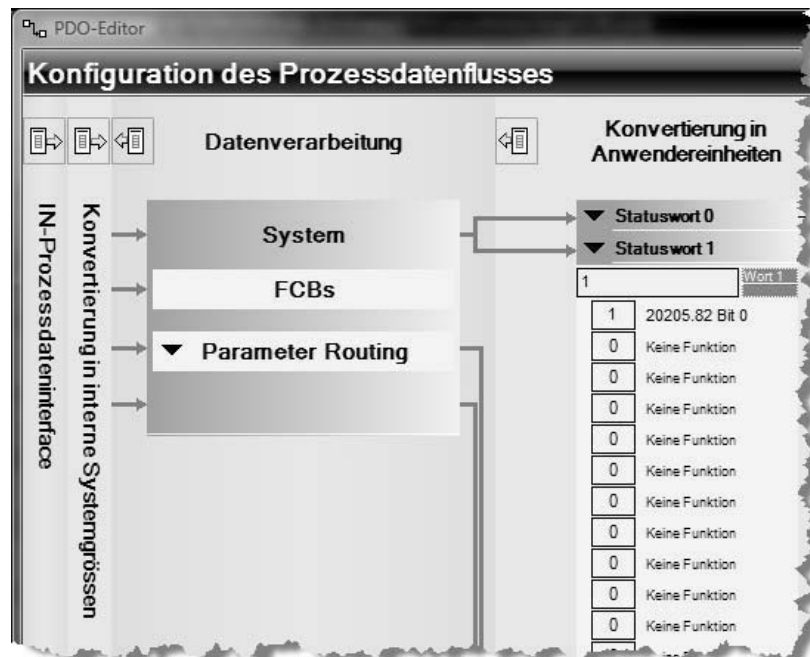 PDO-Editor
Konfiguration des Prozessdatenflusses
IN-Prozessdateninterface
Konvertierung in interne Systemgrössen
Datenverarbeitung
System
FCBs
Parameter Routing
Konvertierung in
Anwendereinheiten
Statuswort 0
Statuswort 1
1 Wort 1
1 20205.82 Bit 0
0 Keine Funktion
0 Keine Funktion
0 Keine Funktion
0 Keine Funktion
0 Keine Funktion
0 Keine Funktion
0 Keine Funktion
0 Keine Funktion
0 Keine Funktion
0 Keine Funktion